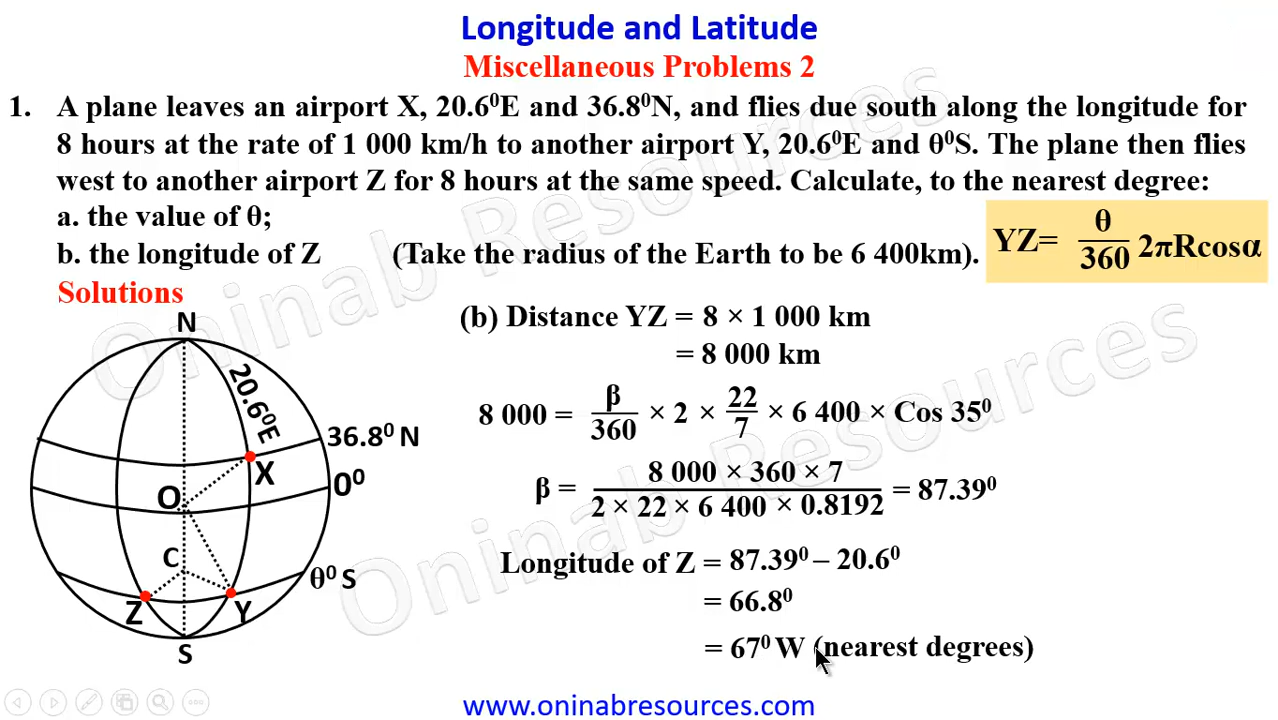 Longitude and Latitude
Miscellaneous Problems 2
1. A plane leaves an airport X, 20.6⁰E and 36.8⁰N, and flies due south along the longitude for
8 hours at the rate of 1 000 km/h to another airport Y, 20.6⁰E and θ⁰S. The plane then flies
west to another airport Z for 8 hours at the same speed. Calculate, to the nearest degree:
a. the value of θ;
b. the longitude of Z (Take the radius of the Earth to be 6 400km).
YZ= θ/360 2πRcosα
Solutions
N
20.6⁰E
36.8⁰ N
X
O
0⁰
C
θ⁰ S
Z
Y
S
(b) Distance YZ = 8 × 1 000 km
= 8 000 km
8 000 = β/360 × 2 × 22/7 × 6 400 × Cos 35⁰
β = 8 000 × 360 × 7 / 2 × 22 × 6 400 × 0.8192 = 87.39⁰
Longitude of Z = 87.39⁰ – 20.6⁰
= 66.8⁰
= 67⁰ W (nearest degrees)
www.oninabresources.com
Oninab Resources
Oninab Resources